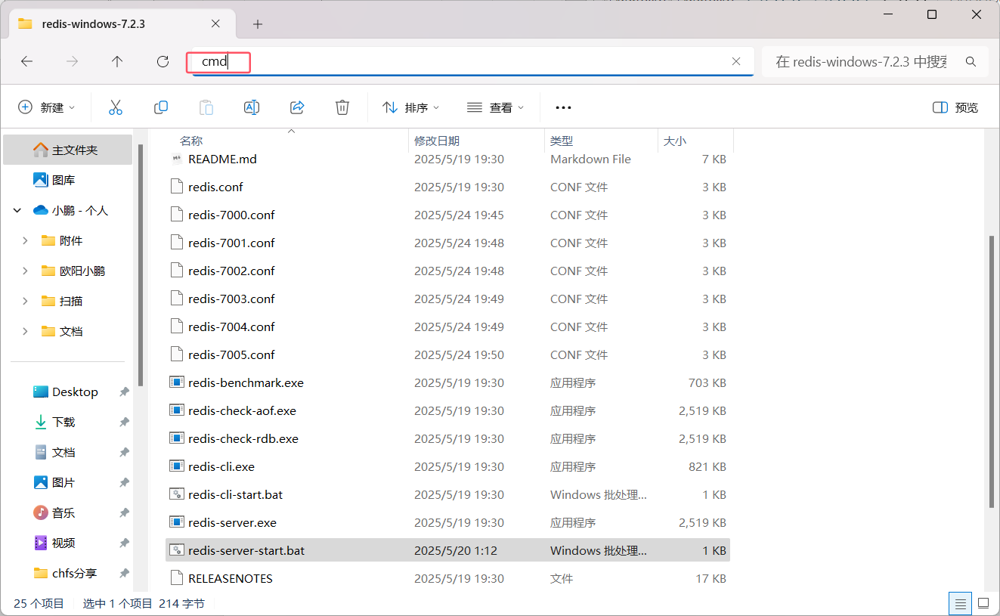 redis-windows-7.2.3
cmd
在 redis-windows-7.2.3 中搜索
新建
排序
查看
预览
主文件夹
图库
小鹏 - 个人
附件
欧阳小鹏
扫描
文档
Desktop
下载
文档
图片
音乐
视频
chfs分享
名称 修改日期 类型 大小
README.md 2025/5/19 19:30 Markdown File 7 KB
redis.conf 2025/5/19 19:30 CONF 文件 3 KB
redis-7000.conf 2025/5/24 19:45 CONF 文件 3 KB
redis-7001.conf 2025/5/24 19:48 CONF 文件 3 KB
redis-7002.conf 2025/5/24 19:48 CONF 文件 3 KB
redis-7003.conf 2025/5/24 19:49 CONF 文件 3 KB
redis-7004.conf 2025/5/24 19:49 CONF 文件 3 KB
redis-7005.conf 2025/5/24 19:50 CONF 文件 3 KB
redis-benchmark.exe 2025/5/19 19:30 应用程序 703 KB
redis-check-aof.exe 2025/5/19 19:30 应用程序 2,519 KB
redis-check-rdb.exe 2025/5/19 19:30 应用程序 2,519 KB
redis-cli.exe 2025/5/19 19:30 应用程序 821 KB
redis-cli-start.bat 2025/5/19 19:30 Windows 批处理... 1 KB
redis-server.exe 2025/5/19 19:30 应用程序 2,519 KB
redis-server-start.bat 2025/5/20 1:12 Windows 批处理... 1 KB
RELEASENOTES 2025/5/19 19:30 文件 17 KB
25 个项目 选中 1 个项目 214 字节